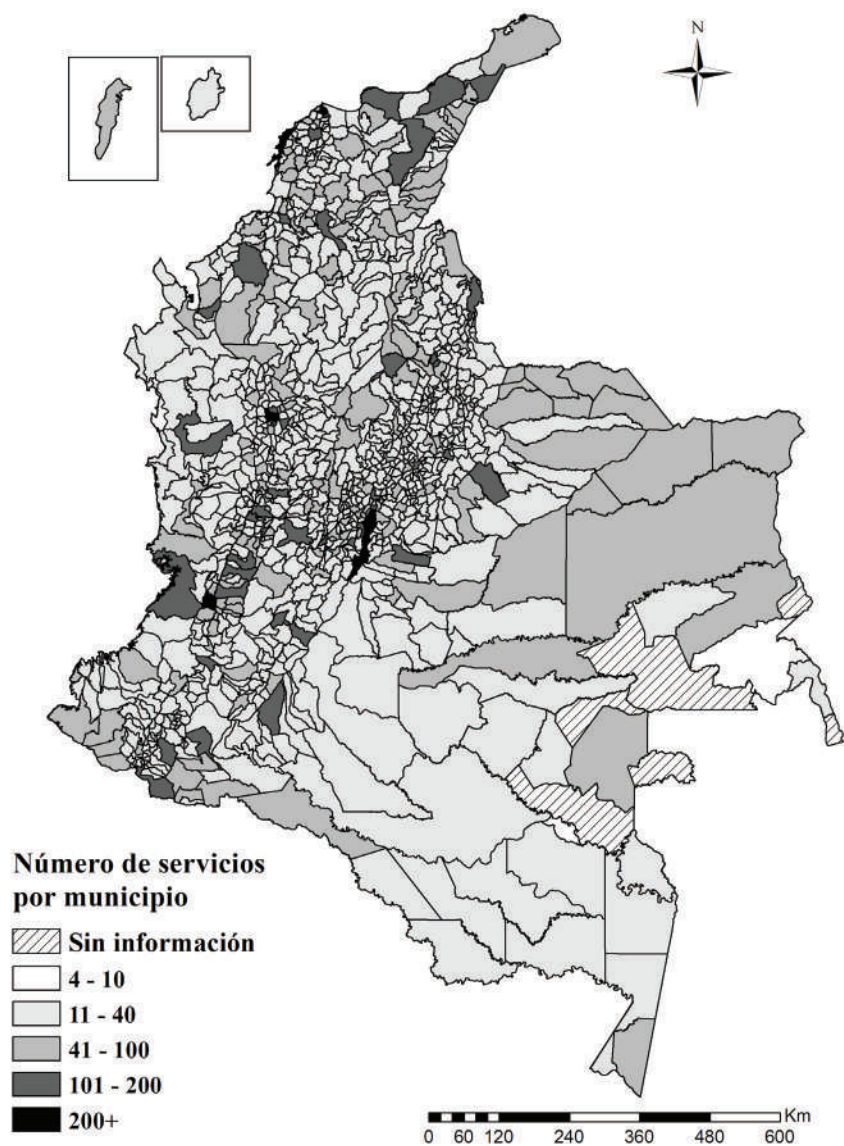 N
Número de servicios
por municipio
Sin información
4 - 10
11 - 40
41 - 100
101 - 200
200+
Km
0 60 120 240 360 480 600